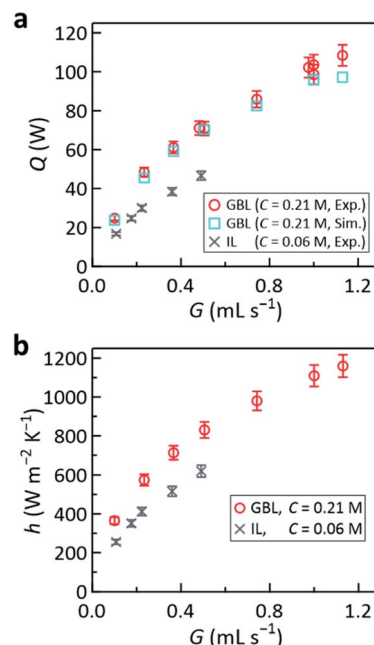 a
120
100
80
60
40
20
0
Q (W)
GBL (C = 0.21 M, Exp.)
GBL (C = 0.21 M, Sim.)
IL (C = 0.06 M, Exp.)
0.0 0.4 0.8 1.2
G (mL s⁻¹)
b
1200
1000
800
600
400
200
0
h (W m⁻² K⁻¹)
GBL, C = 0.21 M
IL, C = 0.06 M
0.0 0.4 0.8 1.2
G (mL s⁻¹)